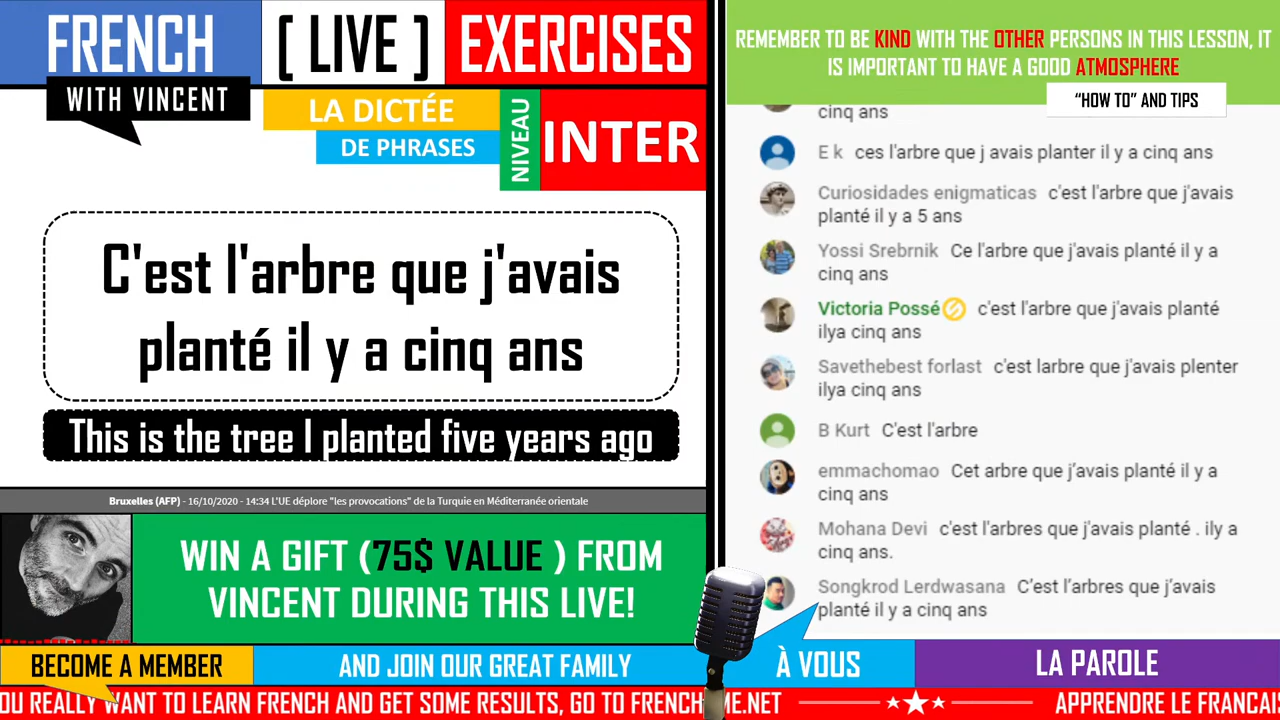 FRENCH
WITH VINCENT
[ LIVE ]
EXERCISES
LA DICTÉE
DE PHRASES
NIVEAU
INTER
C'est l'arbre que j'avais
planté il y a cinq ans
This is the tree I planted five years ago
Bruxelles (AFP) - 16/10/2020 - 14:34 L'UE déplore "les provocations" de la Turquie en Méditerranée orientale
WIN A GIFT (75$ VALUE ) FROM
VINCENT DURING THIS LIVE!
REMEMBER TO BE KIND WITH THE OTHER PERSONS IN THIS LESSON, IT
IS IMPORTANT TO HAVE A GOOD ATMOSPHERE
“HOW TO” AND TIPS
cinq ans
E k ces l'arbre que j avais planter il y a cinq ans
Curiosidades enigmaticas c'est l'arbre que j'avais
planté il y a 5 ans
Yossi Srebrnik Ce l'arbre que j'avais planté il y a
cinq ans
Victoria Possé c'est l'arbre que j'avais planté
ilya cinq ans
Savethebest forlast c'est larbre que j'avais plenter
ilya cinq ans
B Kurt C'est l'arbre
emmachomao Cet arbre que j’avais planté il y a
cinq ans
Mohana Devi c'est l'arbres que j'avais planté . ily a
cinq ans.
Songkrod Lerdwasana C’est l’arbres que j’avais
planté il y a cinq ans
BECOME A MEMBER
AND JOIN OUR GREAT FAMILY
À VOUS
LA PAROLE
OU REALLY WANT TO LEARN FRENCH AND GET SOME RESULTS, GO TO FRENCH ME.NET
APPRENDRE LE FRANCAIS